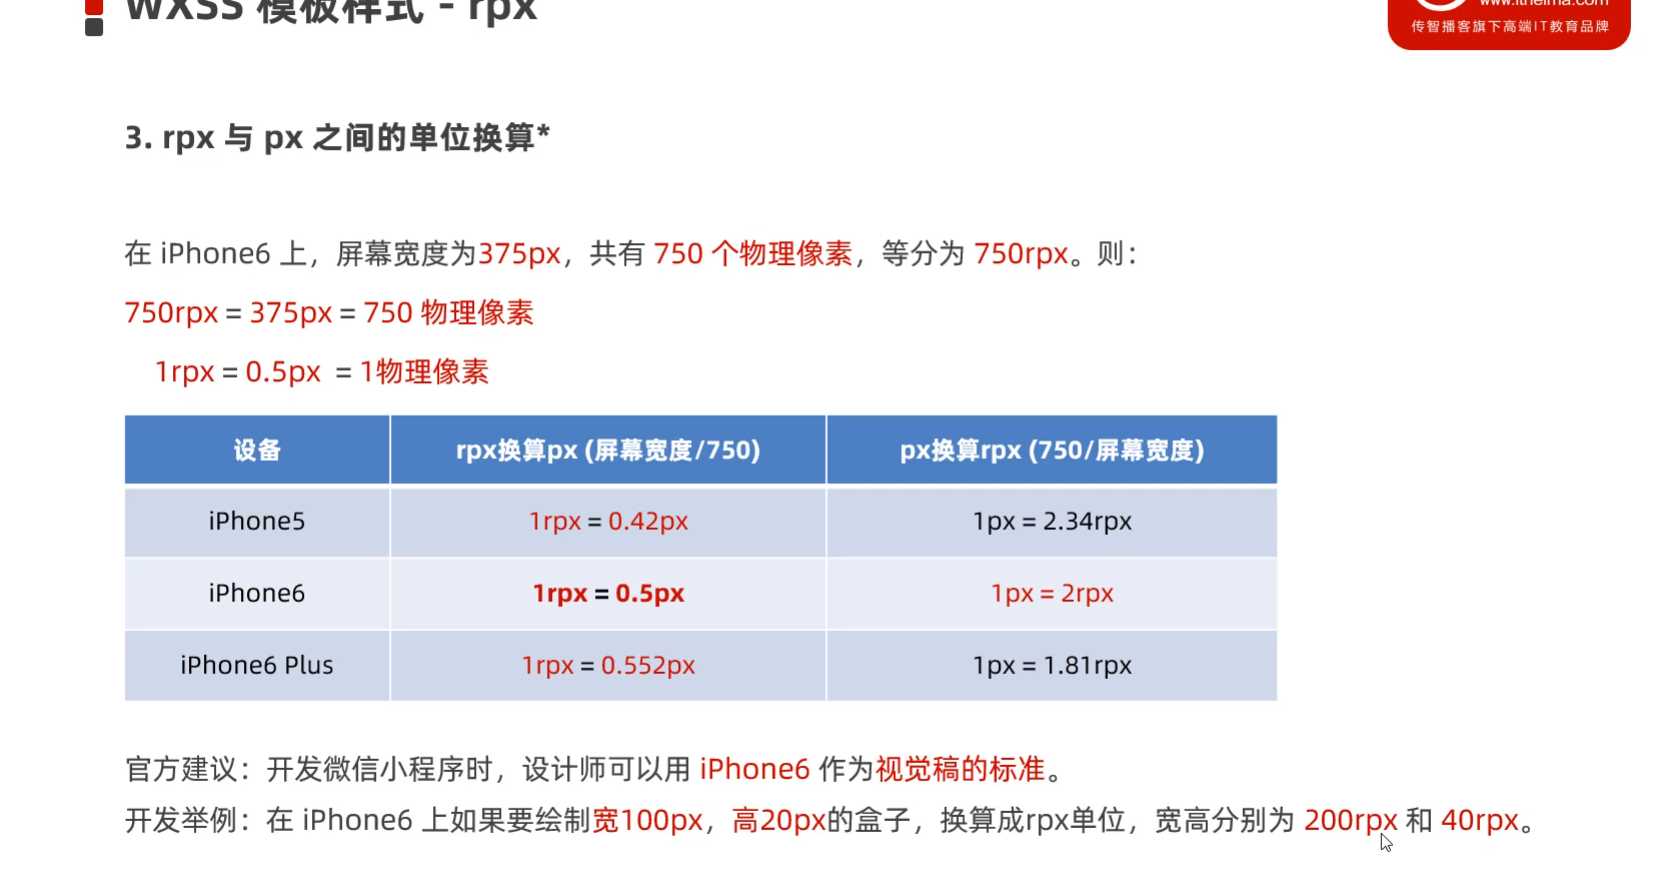 WXSS 模板样式 - rpx
www.itheima.com
传智播客旗下高端IT教育品牌
3. rpx 与 px 之间的单位换算*
在 iPhone6 上，屏幕宽度为375px，共有 750 个物理像素，等分为 750rpx。则：
750rpx = 375px = 750 物理像素
1rpx = 0.5px = 1物理像素
设备 rpx换算px (屏幕宽度/750) px换算rpx (750/屏幕宽度)
iPhone5 1rpx = 0.42px 1px = 2.34rpx
iPhone6 1rpx = 0.5px 1px = 2rpx
iPhone6 Plus 1rpx = 0.552px 1px = 1.81rpx
官方建议：开发微信小程序时，设计师可以用 iPhone6 作为视觉稿的标准。
开发举例：在 iPhone6 上如果要绘制宽100px，高20px的盒子，换算成rpx单位，宽高分别为 200rpx 和 40rpx。